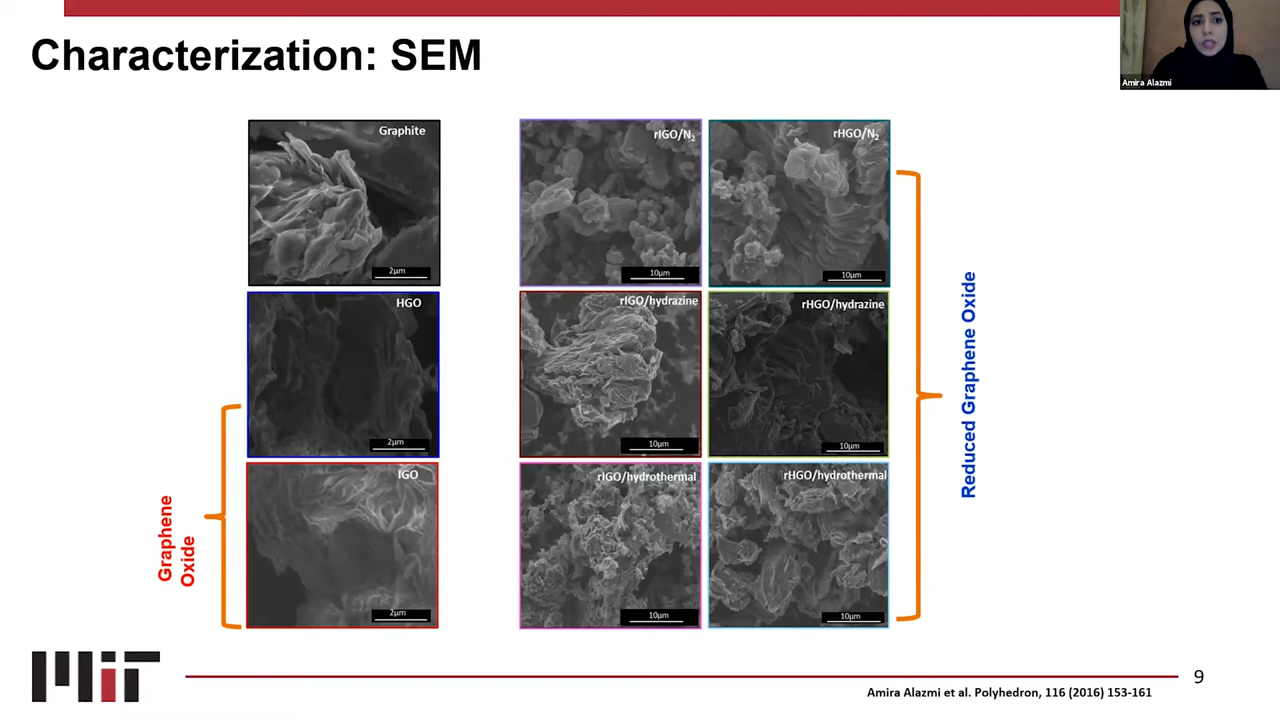 Characterization: SEM
Amira Alazmi
Graphite
2μm
HGO
2μm
IGO
2μm
Graphene
Oxide
rIGO/N₂
10μm
rHGO/N₂
10μm
rIGO/hydrazine
10μm
rHGO/hydrazine
10μm
rIGO/hydrothermal
10μm
rHGO/hydrothermal
10μm
Reduced Graphene Oxide
MIT
9
Amira Alazmi et al. Polyhedron, 116 (2016) 153-161